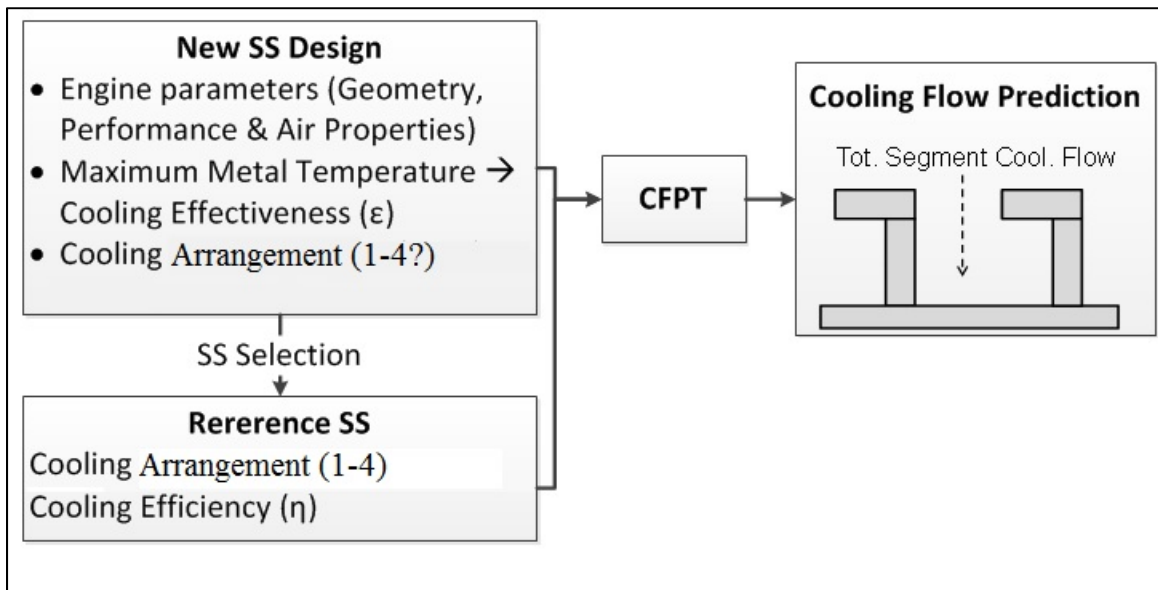 New SS Design
• Engine parameters (Geometry,
Performance & Air Properties)
• Maximum Metal Temperature →
Cooling Effectiveness (ε)
• Cooling Arrangement (1-4?)
SS Selection
Rererence SS
Cooling Arrangement (1-4)
Cooling Efficiency (η)
CFPT
Cooling Flow Prediction
Tot. Segment Cool. Flow